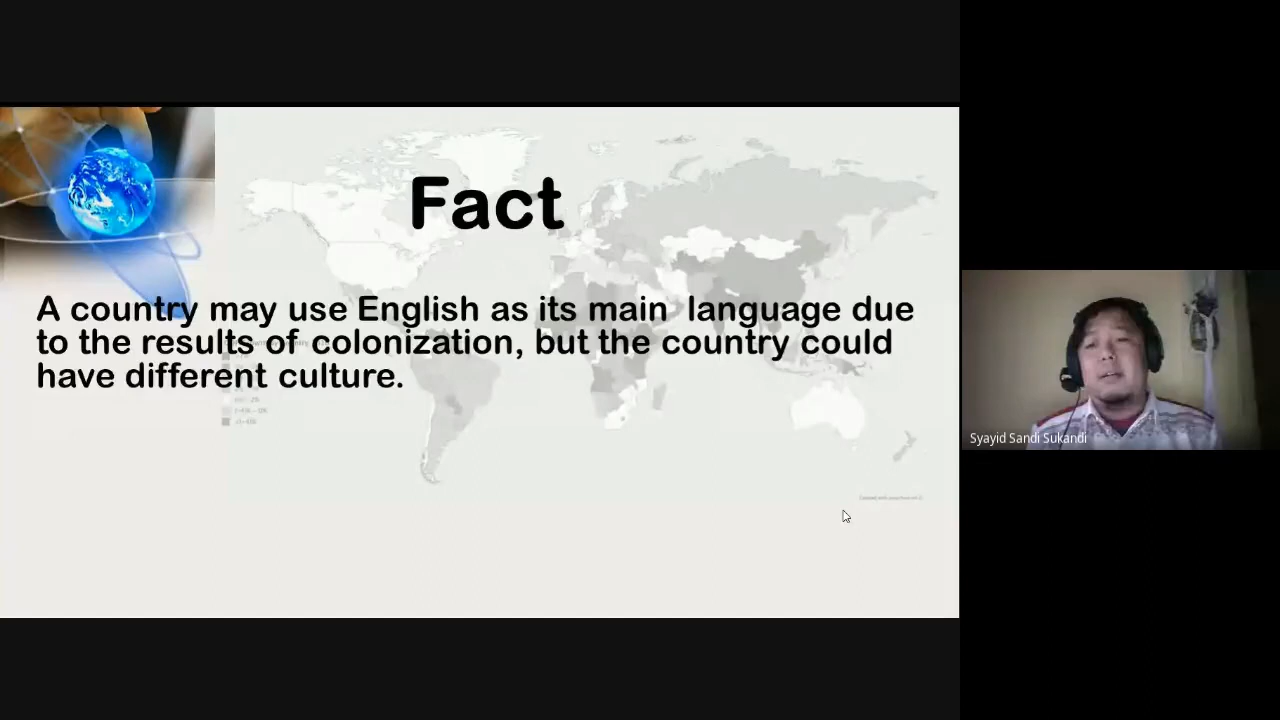 Fact
A country may use English as its main  language due
to the results of colonization, but the country could
have different culture.
Syayid Sandi Sukandi